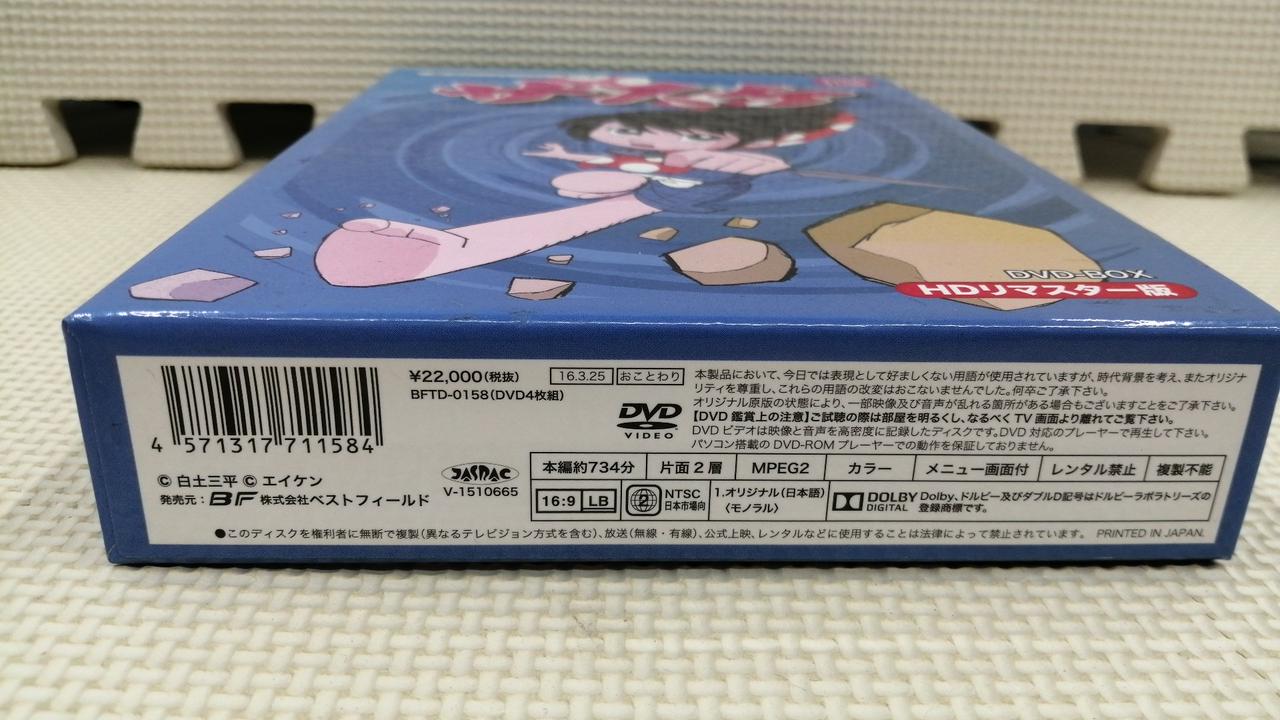 DVD-BOX
HDリマスター版
¥22,000(税抜)
BFTD-0158(DVD4枚組)
16.3.25 おことわり
本製品において、今日では表現として好ましくない用語が使用されていますが、時代背景を考え、またオリジナ
リティを尊重し、これらの用語の改変はおこないませんでした。何卒ご了承下さい。
オリジナル原版の状態により、一部映像及び音声が乱れる箇所がある場合もございますことをご了承下さい。
【DVD 鑑賞上の注意】ご試聴の際は部屋を明るくし、なるべく TV 画面より離れてご覧下さい。
DVD ビデオは映像と音声を高密度に記録したディスクです。DVD 対応のプレーヤーで再生して下さい。
パソコン搭載の DVD-ROM プレーヤーでの動作を保証しておりません。
DVD
VIDEO
4 571317 711584
© 白土三平 © エイケン
発売元: BF 株式会社ベストフィールド
JASRAC
V-1510665
本編約734分 片面2層 MPEG2 カラー メニュー画面付 レンタル禁止 複製不能
16:9 LB
2 NTSC
日本市場向
1.オリジナル(日本語)
〈モノラル〉
DOLBY
DIGITAL
Dolby、ドルビー及びダブルD記号はドルビーラボラトリーズの
登録商標です。
●このディスクを権利者に無断で複製(異なるテレビジョン方式を含む)、放送(無線・有線)、公式上映、レンタルなどに使用することは法律によって禁止されています。 PRINTED IN JAPAN.